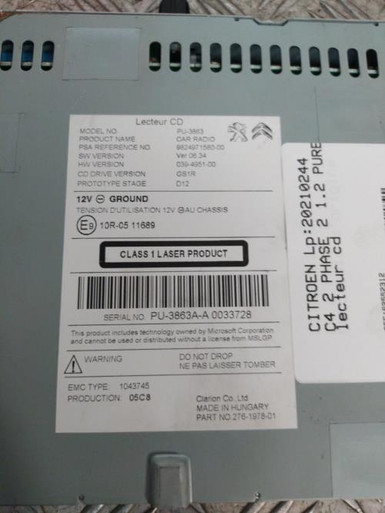 Lecteur CD
MODEL NO. PU-3863
PRODUCT NAME CAR RADIO
PSA REFERENCE NO. 9824971580-00
SW VERSION Ver 06.34
HW VERSION 039-4951-00
CD DRIVE VERSION GS1R
PROTOTYPE STAGE D12
12V ⊖ GROUND
TENSION D'UTILISATION 12V ⊖AU CHASSIS
E9 10R-05 11689
CLASS 1 LASER PRODUCT
SERIAL NO. PU-3863A-A 0033728
This product includes technology owned by Microsoft Corporation
and cannot be used or distributed without a license from MSLGP
WARNING DO NOT DROP
NE PAS LAISSER TOMBER
EMC TYPE: 1043745
PRODUCTION: 05C8
Clarion Co.,Ltd
MADE IN HUNGARY
PART NO.276-1978-01
CITROEN LP:20210244
C4 2 PHASE 2 1.2 PURE
lecteur cd